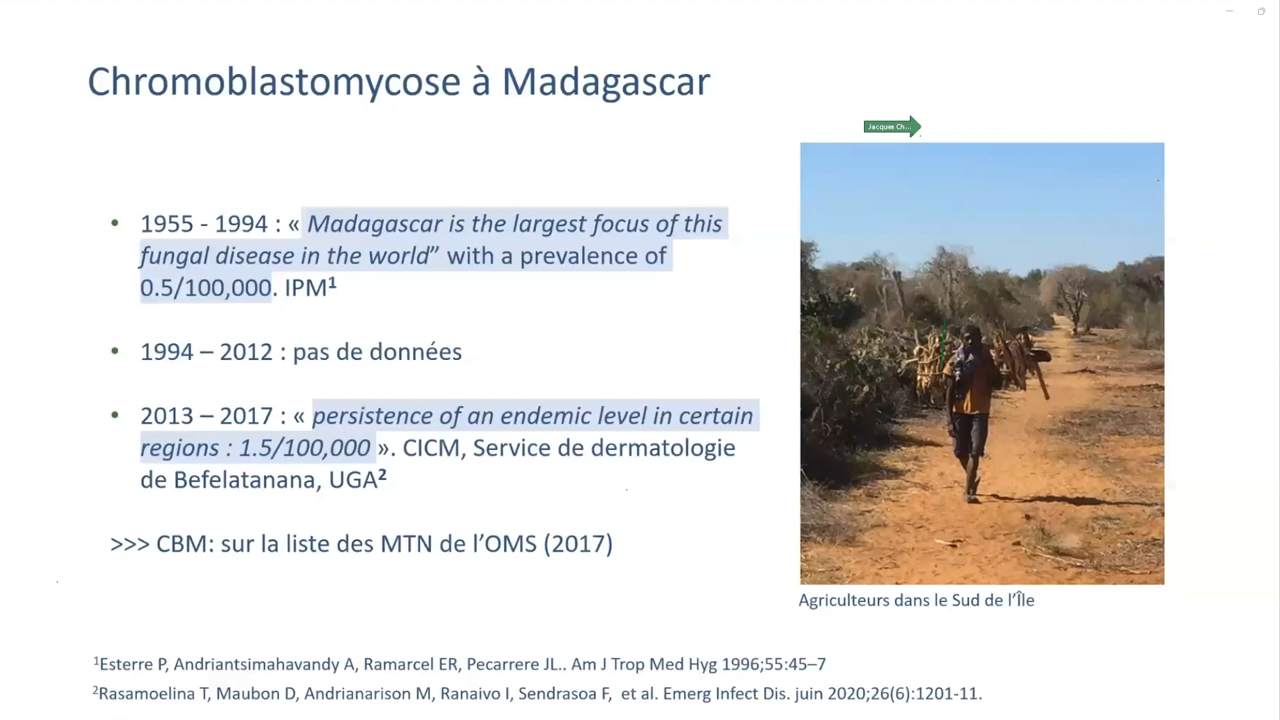 Chromoblastomycose à Madagascar
Jacques Ch...
• 1955 - 1994 : « Madagascar is the largest focus of this
fungal disease in the world” with a prevalence of
0.5/100,000. IPM¹
• 1994 – 2012 : pas de données
• 2013 – 2017 : « persistence of an endemic level in certain
regions : 1.5/100,000 ». CICM, Service de dermatologie
de Befelatanana, UGA²
>>> CBM: sur la liste des MTN de l’OMS (2017)
Agriculteurs dans le Sud de l’Île
¹Esterre P, Andriantsimahavandy A, Ramarcel ER, Pecarrere JL.. Am J Trop Med Hyg 1996;55:45–7
²Rasamoelina T, Maubon D, Andrianarison M, Ranaivo I, Sendrasoa F, et al. Emerg Infect Dis. juin 2020;26(6):1201-11.